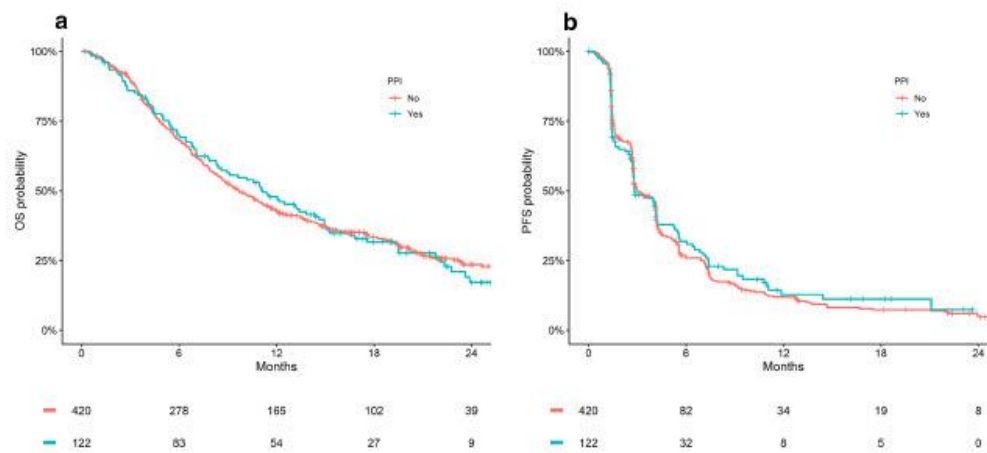 a
100%
75%
50%
25%
0%
OS probability
PPI
No
Yes
0 6 12 18 24
Months
420 278 165 102 39
122 83 54 27 9
b
100%
75%
50%
25%
0%
PFS probability
PPI
No
Yes
0 6 12 18 24
Months
420 82 34 19 8
122 32 8 5 0